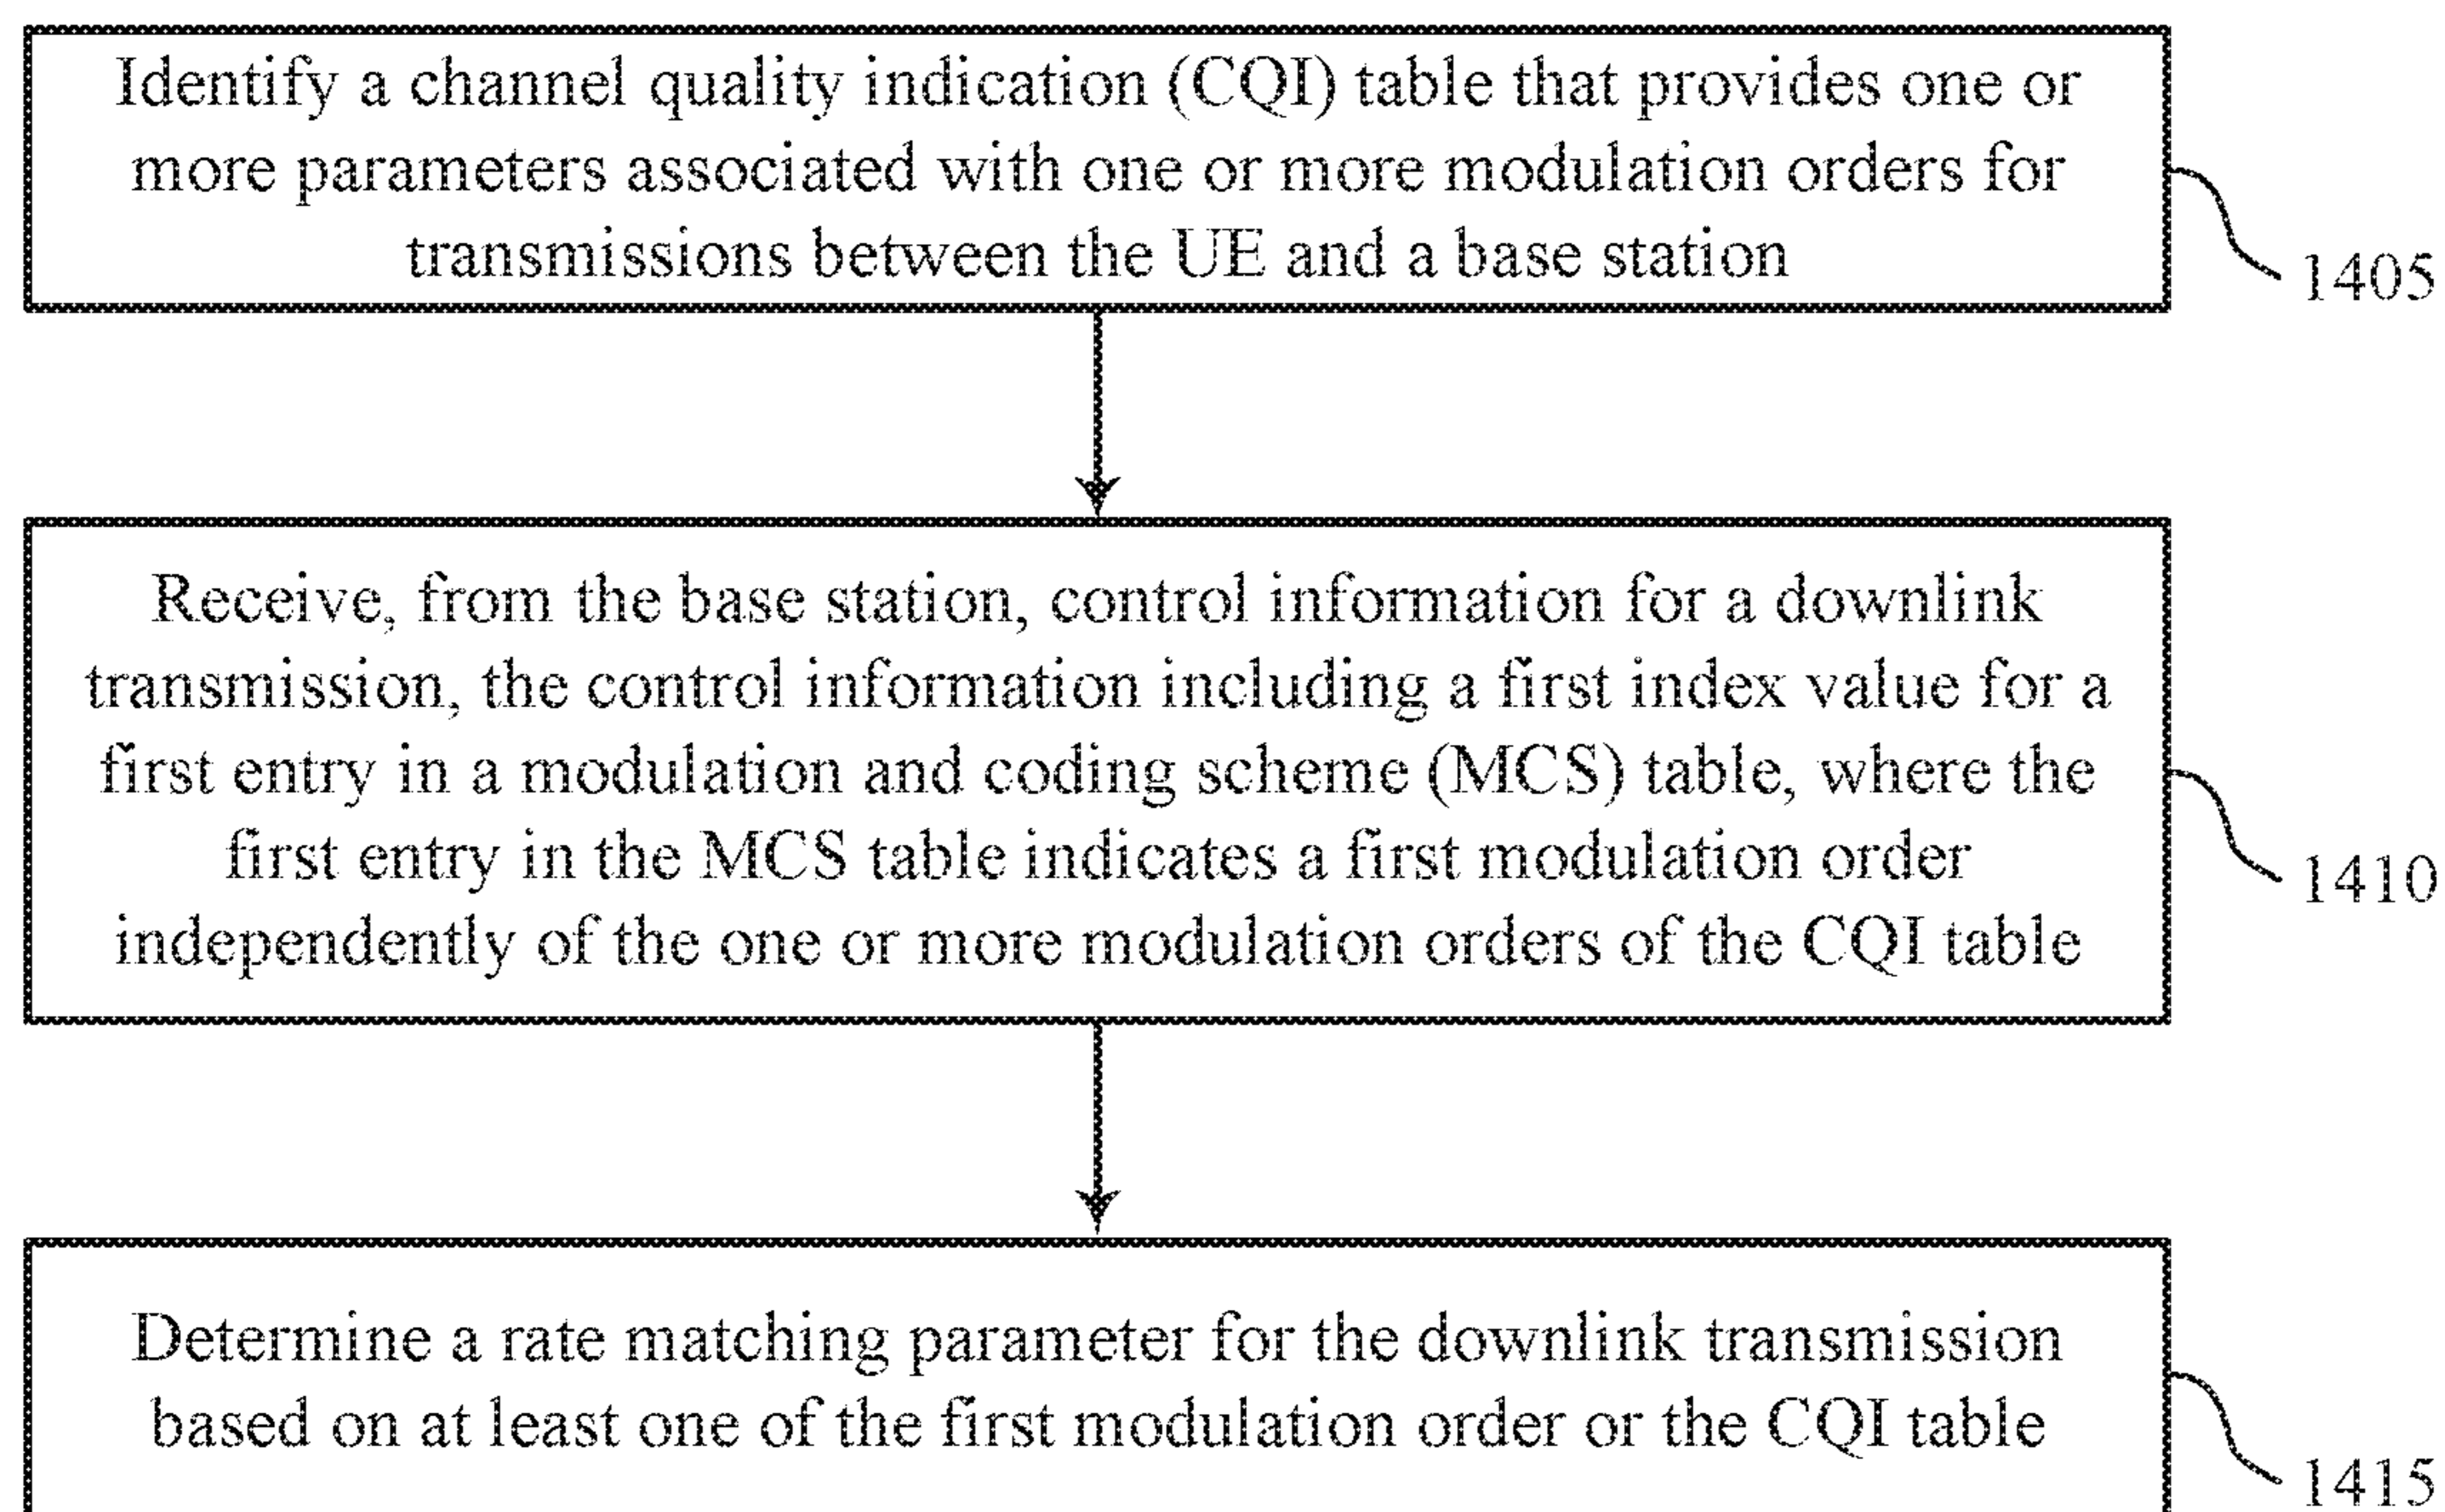 Identify a channel quality indication (CQI) table that provides one or
more parameters associated with one or more modulation orders for
transmissions between the UE and a base station
1405
Receive, from the base station, control information for a downlink
transmission, the control information including a first index value for a
first entry in a modulation and coding scheme (MCS) table, where the
first entry in the MCS table indicates a first modulation order
independently of the one or more modulation orders of the CQI table
1410
Determine a rate matching parameter for the downlink transmission
based on at least one of the first modulation order or the CQI table
1415